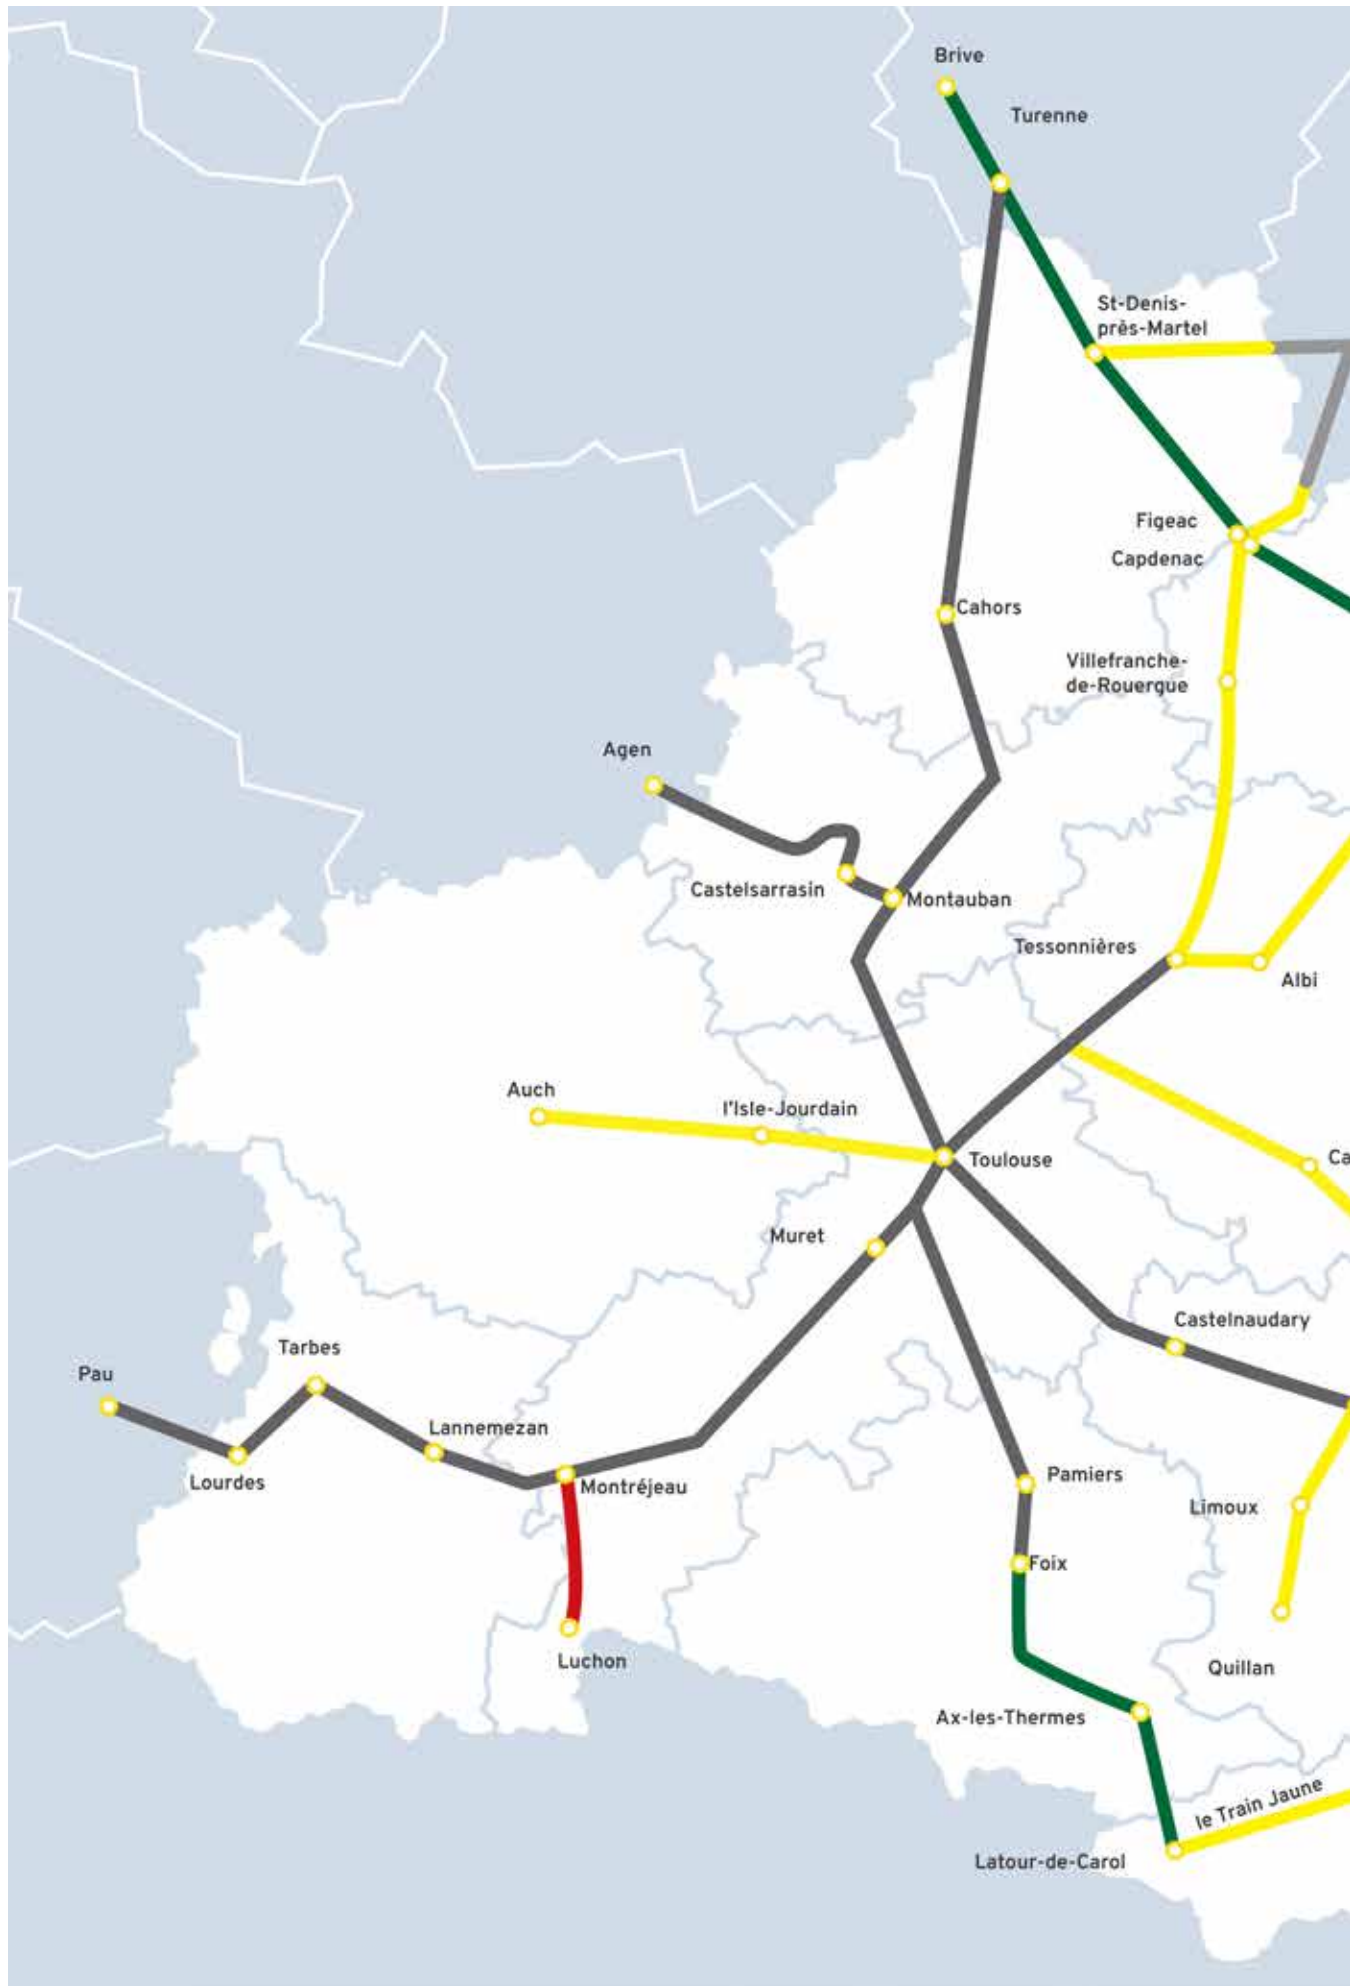 Brive
Turenne
St-Denis-
près-Martel
Figeac
Capdenac
Cahors
Villefranche-
de-Rouergue
Agen
Castelsarrasin
Montauban
Tessonnières
Albi
Auch
l'Isle-Jourdain
Toulouse
Ca
Muret
Castelnaudary
Tarbes
Pau
Lannemezan
Lourdes
Montréjeau
Pamiers
Limoux
Foix
Luchon
Quillan
Ax-les-Thermes
le Train Jaune
Latour-de-Carol